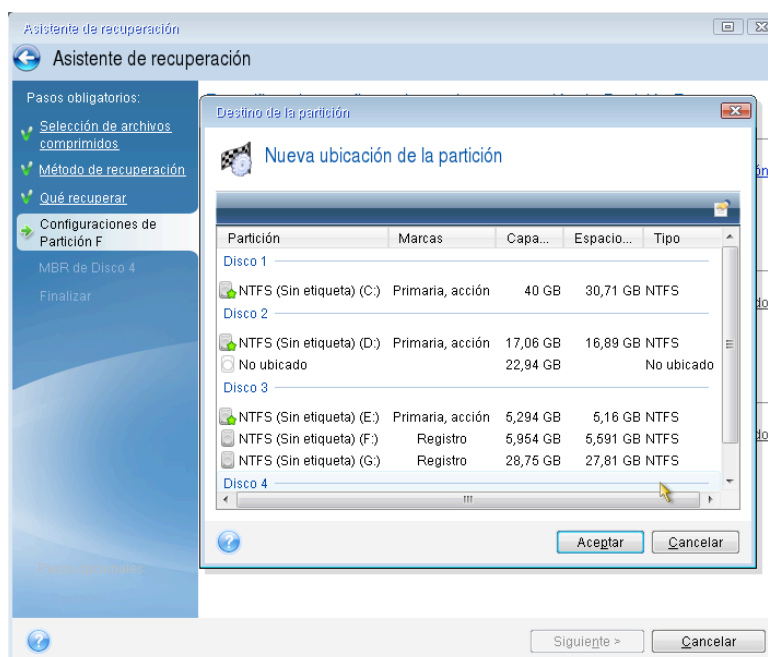 Asistente de recuperación
Asistente de recuperación
Pasos obligatorios:
Selección de archivos
comprimidos
Método de recuperación
Qué recuperar
Configuraciones de
Partición F
MBR de Disco 4
Finalizar
Destino de la partición
Nueva ubicación de la partición
Partición Marcas Capa... Espacio... Tipo
Disco 1
NTFS (Sin etiqueta) (C:) Primaria, acción 40 GB 30,71 GB NTFS
Disco 2
NTFS (Sin etiqueta) (D:) Primaria, acción 17,06 GB 16,89 GB NTFS
No ubicado 22,94 GB No ubicado
Disco 3
NTFS (Sin etiqueta) (E:) Primaria, acción 5,294 GB 5,16 GB NTFS
NTFS (Sin etiqueta) (F:) Registro 5,954 GB 5,591 GB NTFS
NTFS (Sin etiqueta) (G:) Registro 28,75 GB 27,81 GB NTFS
Disco 4
Aceptar Cancelar
Siguiente > Cancelar